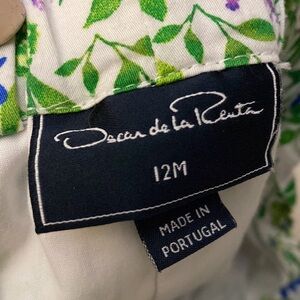 Oscar de la Renta
12M
MADE IN
PORTUGAL